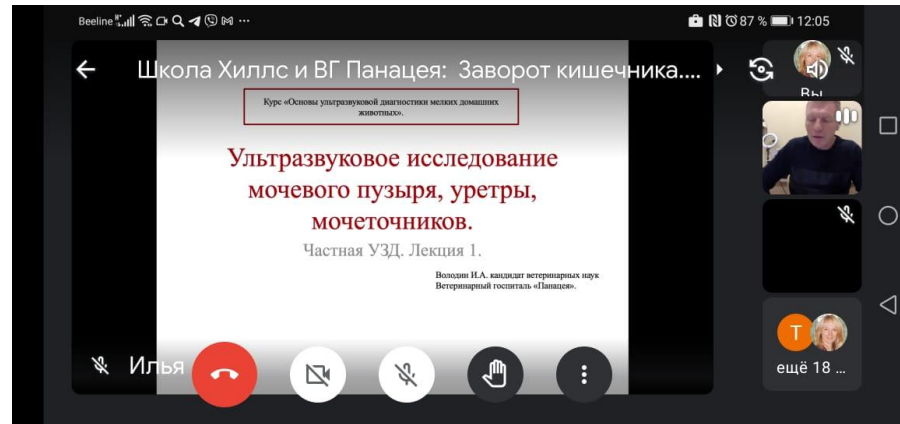 Beeline
87 % 12:05
Школа Хиллс и ВГ Панацея: Заворот кишечника....
Вы
Курс «Основы ультразвуковой диагностики мелких домашних
животных».
Ультразвуковое исследование
мочевого пузыря, уретры,
мочеточников.
Частная УЗД. Лекция 1.
Володин И.А. кандидат ветеринарных наук
Ветеринарный госпиталь «Панацея».
Илья
Т
ещё 18 ...